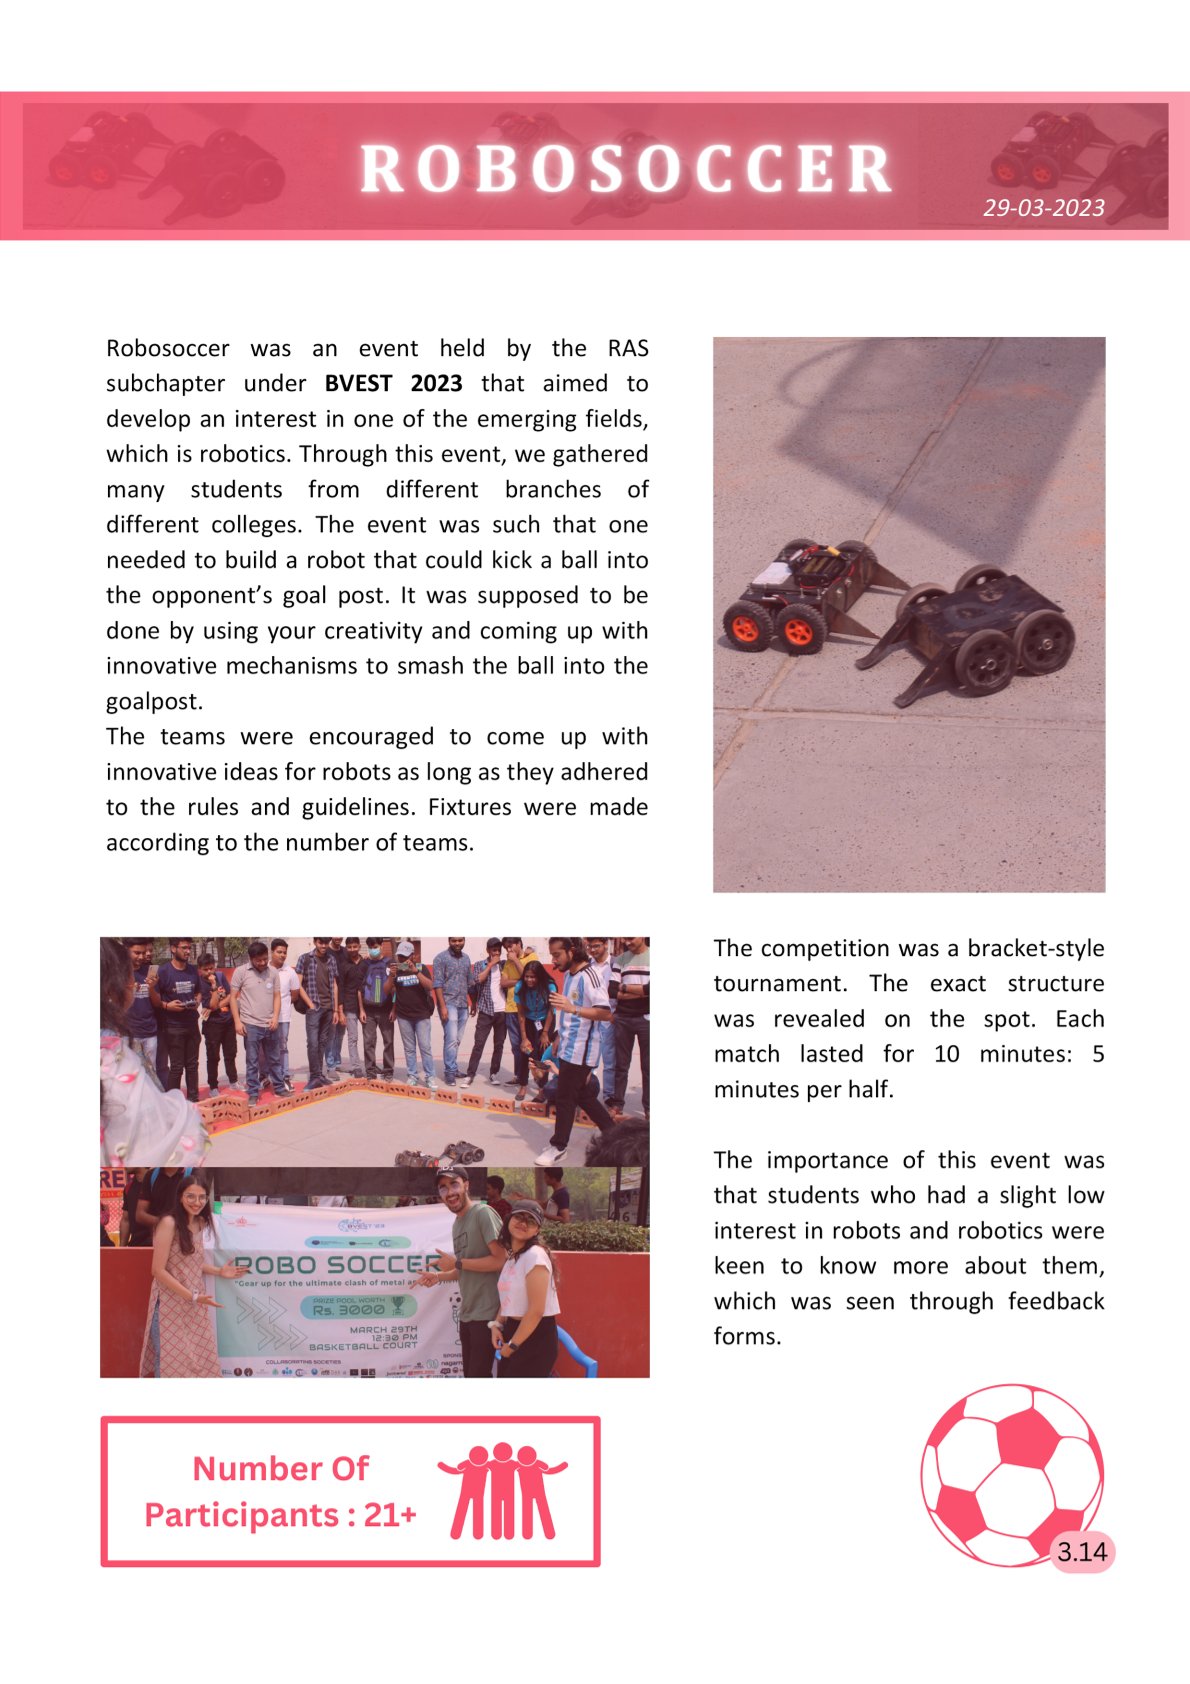 ROBOSOCCER
29-03-2023
Robosoccer was an event held by the RAS
subchapter under BVEST 2023 that aimed to
develop an interest in one of the emerging fields,
which is robotics. Through this event, we gathered
many students from different branches of
different colleges. The event was such that one
needed to build a robot that could kick a ball into
the opponent’s goal post. It was supposed to be
done by using your creativity and coming up with
innovative mechanisms to smash the ball into the
goalpost.
The teams were encouraged to come up with
innovative ideas for robots as long as they adhered
to the rules and guidelines. Fixtures were made
according to the number of teams.
ROBO SOCCER
"Gear up for the ultimate clash of metal
PRIZE POOL WORTH
Rs. 3000
MARCH 29TH
12:30 PM
BASKETBALL COURT
COLLABORATING SOCIETIES
The competition was a bracket-style
tournament. The exact structure
was revealed on the spot. Each
match lasted for 10 minutes: 5
minutes per half.
The importance of this event was
that students who had a slight low
interest in robots and robotics were
keen to know more about them,
which was seen through feedback
forms.
Number Of
Participants : 21+
3.14